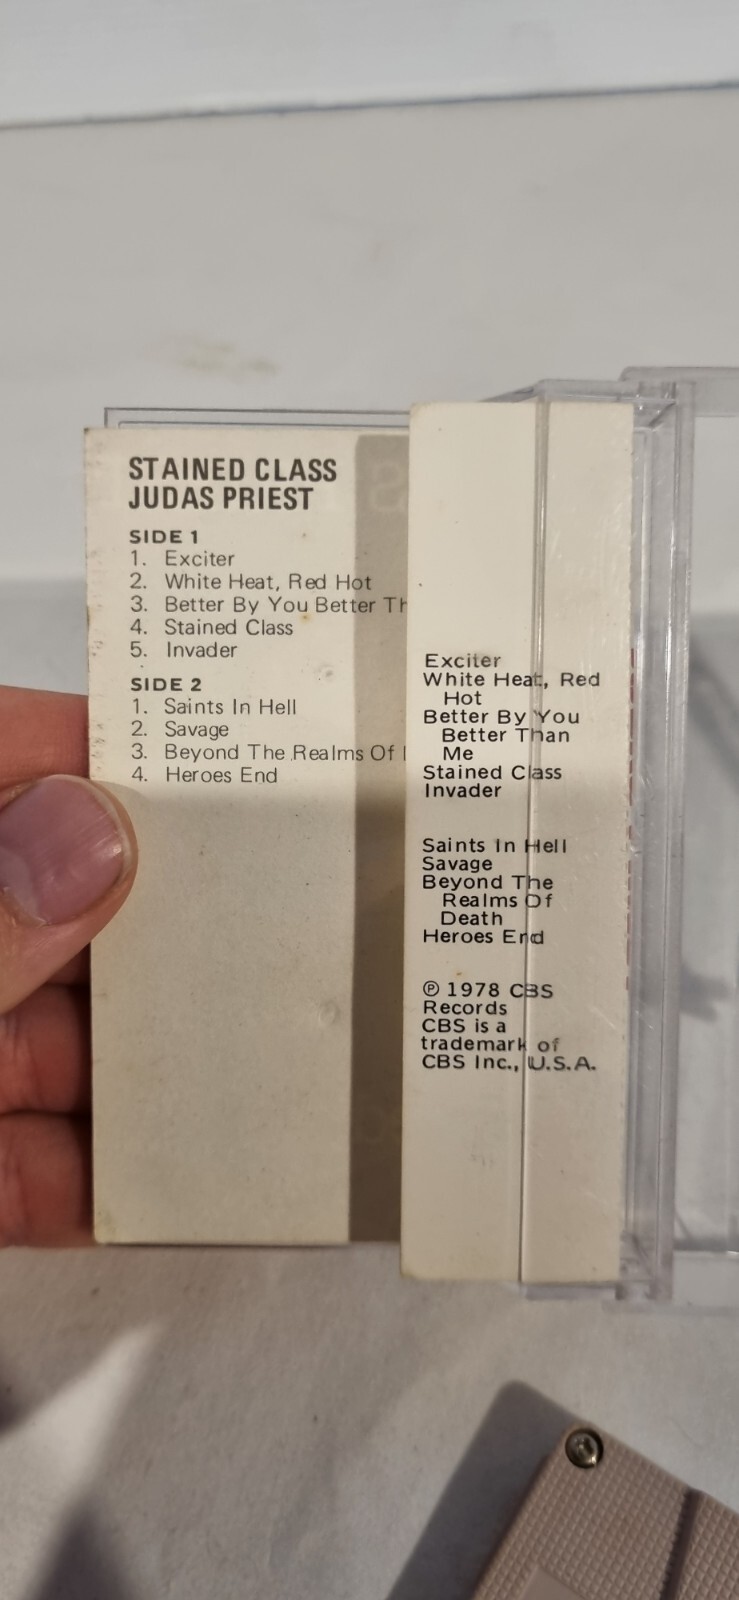 STAINED CLASS
JUDAS PRIEST
SIDE 1
1. Exciter
2. White Heat, Red Hot
3. Better By You Better Th
4. Stained Class
5. Invader
SIDE 2
1. Saints In Hell
2. Savage
3. Beyond The Realms Of
4. Heroes End
Exciter
White Heat, Red
Hot
Better By You
Better Than
Me
Stained Class
Invader
Saints In Hell
Savage
Beyond The
Realms Of
Death
Heroes End
℗ 1978 CBS
Records
CBS is a
trademark of
CBS Inc., U.S.A.